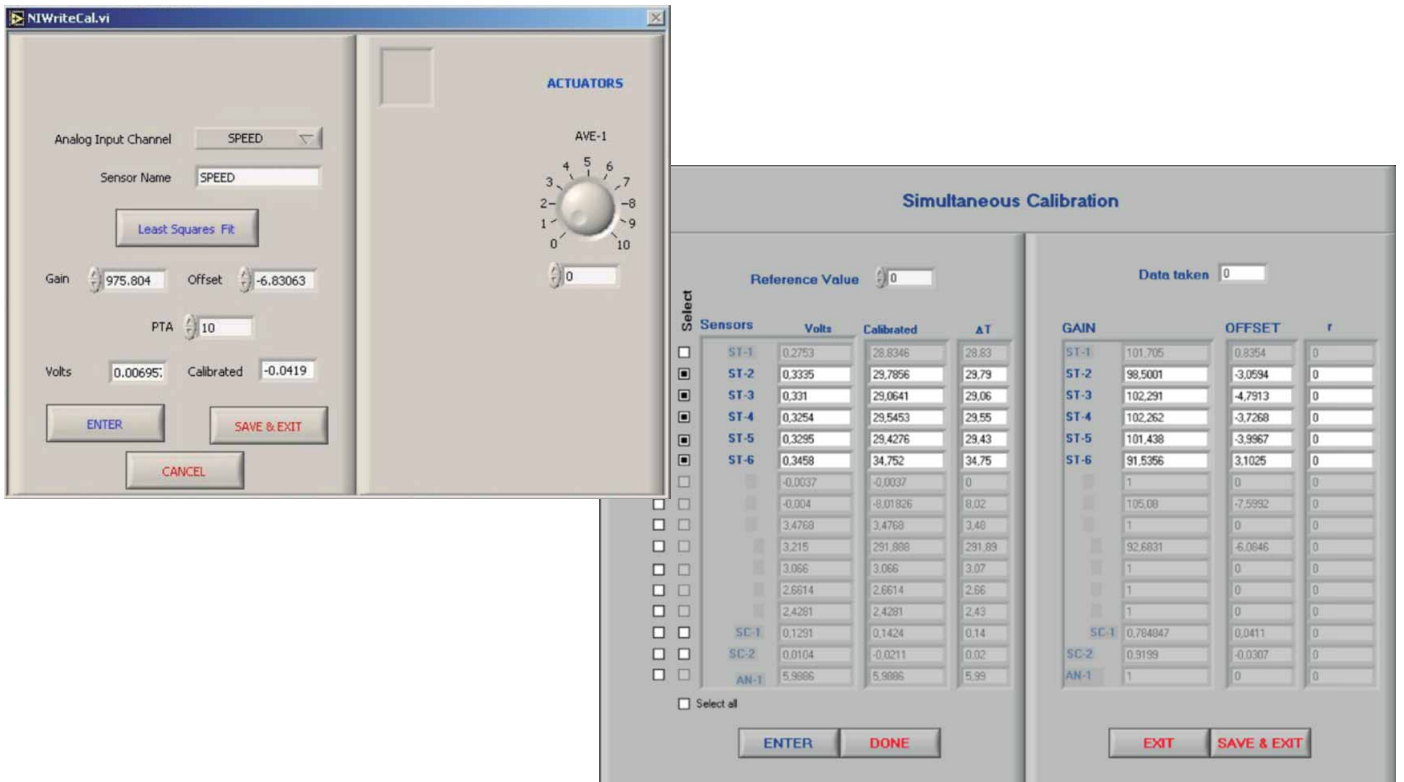 NIWriteCal.vi
ACTUATORS
Analog Input Channel SPEED
Sensor Name SPEED
Least Squares Fit
Gain 975.804 Offset -6.83063
PTA 10
Volts 0.00695 Calibrated -0.0419
ENTER SAVE & EXIT
CANCEL
AVE-1
0 1 2 3 4 5 6 7 8 9 10
0
Simultaneous Calibration
Reference Value 0
Select Sensors Volts Calibrated ΔT
ST-1 0,2753 28,8346 28,83
ST-2 0,3335 29,7856 29,79
ST-3 0,331 29,0641 29,06
ST-4 0,3254 29,5453 29,55
ST-5 0,3295 29,4276 29,43
ST-6 0,3458 34,752 34,75
-0,0037 -0,0037 0
-0,004 -8,01826 8,02
3,4768 3,4768 3,48
3,215 291,888 291,89
3,066 3,066 3,07
2,6614 2,6614 2,66
2,4281 2,4281 2,43
SC-1 0,1291 0,1424 0,14
SC-2 0,0104 -0,0211 0,02
AN-1 5,9886 5,9886 5,99
Select all
ENTER DONE
Data taken 0
GAIN OFFSET r
ST-1 101,705 0,8354 0
ST-2 98,5001 -3,0594 0
ST-3 102,291 -4,7913 0
ST-4 102,262 -3,7268 0
ST-5 101,438 -3,9967 0
ST-6 91,5356 3,1025 0
1 0 0
105,08 -7,5992 0
1 0 0
92,6831 -6,0846 0
1 0 0
1 0 0
1 0 0
SC-1 0,784847 0,0411 0
SC-2 0,9199 -0,0307 0
AN-1 1 0 0
EXIT SAVE & EXIT